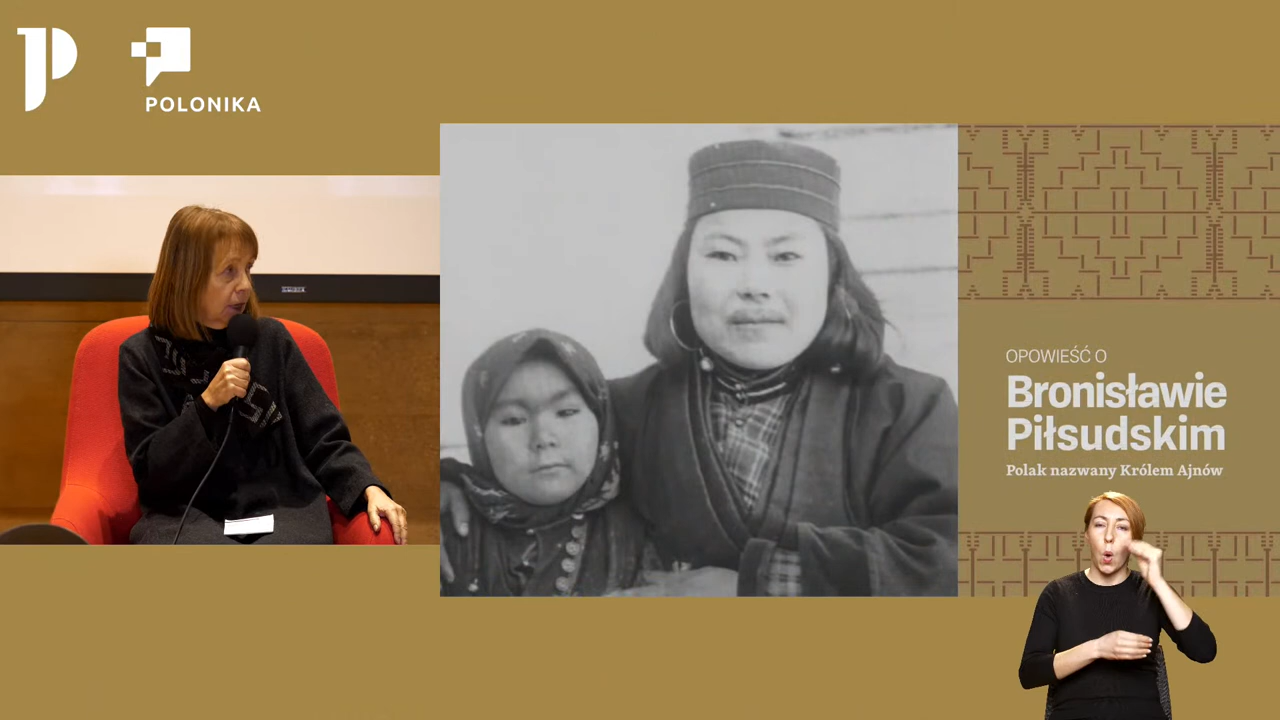 POLONIKA
OPOWIEŚĆ O
Bronisławie
Piłsudskim
Polak nazwany Królem Ajnów